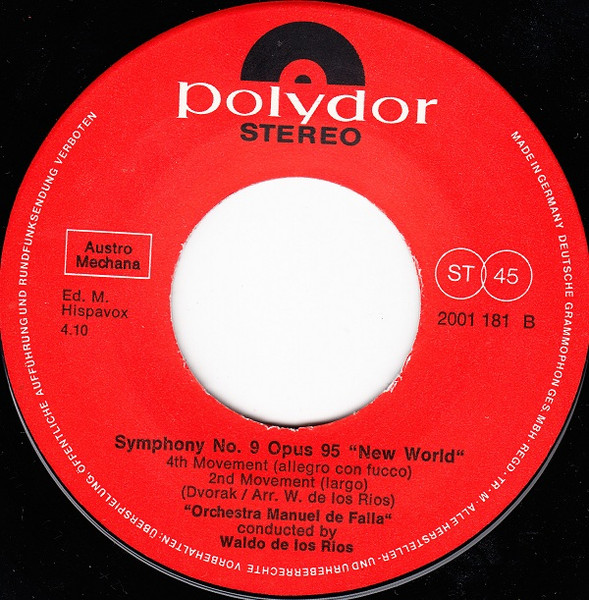 polydor
STEREO
Austro
Mechana
Ed. M.
Hispavox
4.10
ST 45
2001 181 B
Symphony No. 9 Opus 95 "New World"
4th Movement (allegro con fucco)
2nd Movement (largo)
(Dvorak / Arr. W. de los Rios)
"Orchestra Manuel de Falla"
conducted by
Waldo de los Rios
MADE IN GERMANY DEUTSCHE GRAMMOPHON GES. MBH · REGD · TR · M · ALLE HERSTELLER- UND URHEBERRECHTE VORBEHALTEN: ÜBERSPIELUNG, ÖFFENTLICHE AUFFÜHRUNG UND RUNDFUNKSENDUNG VERBOTEN